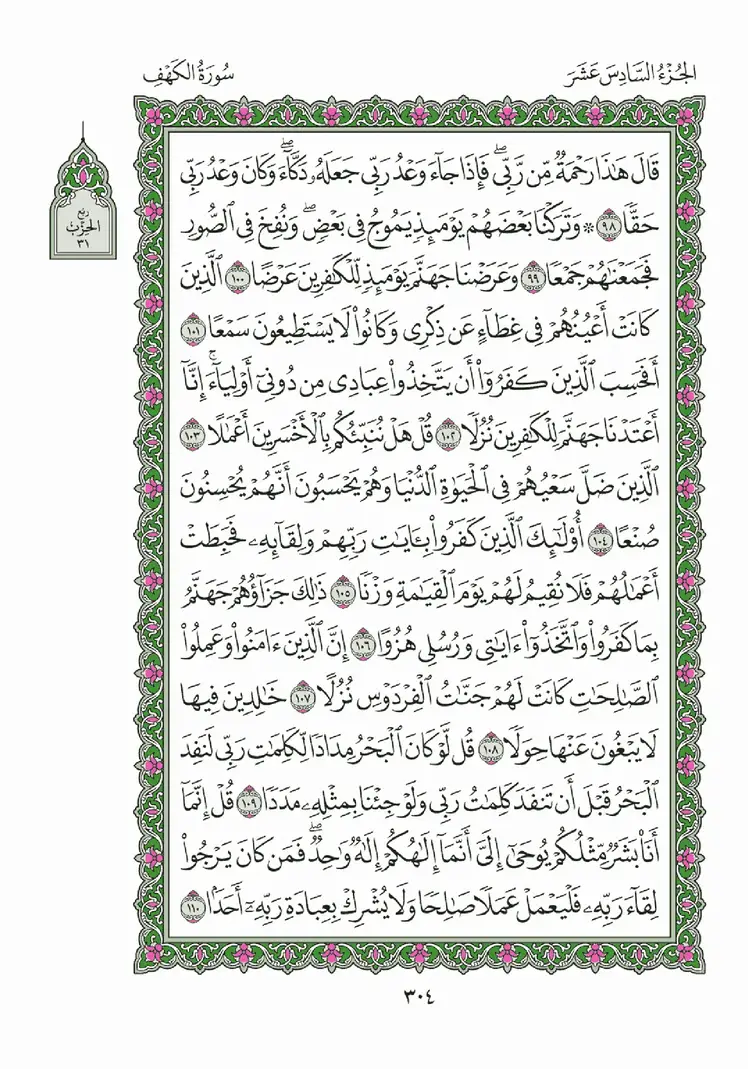 الجُزْءُ السَّادِسَ عَشَرَ
سُورَةُ الكَهْفِ
قَالَ هَٰذَا رَحۡمَةٞ مِّن رَّبِّيۖ فَإِذَا جَآءَ وَعۡدُ رَبِّي جَعَلَهُۥ دَكَّآءَۖ وَكَانَ وَعۡدُ رَبِّي
حَقّٗا ٩٨ ۞ وَتَرَكۡنَا بَعۡضَهُمۡ يَوۡمَئِذٖ يَمُوجُ فِي بَعۡضٖۖ وَنُفِخَ فِي ٱلصُّورِ
فَجَمَعۡنَٰهُمۡ جَمۡعٗا ٩٩ وَعَرَضۡنَا جَهَنَّمَ يَوۡمَئِذٖ لِّلۡكَٰفِرِينَ عَرۡضًا ١٠٠ ٱلَّذِينَ
كَانَتۡ أَعۡيُنُهُمۡ فِي غِطَآءٍ عَن ذِكۡرِي وَكَانُواْ لَا يَسۡتَطِيعُونَ سَمۡعًا ١٠١
أَفَحَسِبَ ٱلَّذِينَ كَفَرُوٓاْ أَن يَتَّخِذُواْ عِبَادِي مِن دُونِيٓ أَوۡلِيَآءَۚ إِنَّآ
أَعۡتَدۡنَا جَهَنَّمَ لِلۡكَٰفِرِينَ نُزُلٗا ١٠٢ قُلۡ هَلۡ نُنَبِّئُكُم بِٱلۡأَخۡسَرِينَ أَعۡمَٰلًا ١٠٣
ٱلَّذِينَ ضَلَّ سَعۡيُهُمۡ فِي ٱلۡحَيَوٰةِ ٱلدُّنۡيَا وَهُمۡ يَحۡسَبُونَ أَنَّهُمۡ يُحۡسِنُونَ
صُنۡعًا ١٠٤ أُوْلَٰٓئِكَ ٱلَّذِينَ كَفَرُواْ بِـَٔايَٰتِ رَبِّهِمۡ وَلِقَآئِهِۦ فَحَبِطَتۡ
أَعۡمَٰلُهُمۡ فَلَا نُقِيمُ لَهُمۡ يَوۡمَ ٱلۡقِيَٰمَةِ وَزۡنٗا ١٠٥ ذَٰلِكَ جَزَآؤُهُمۡ جَهَنَّمُ
بِمَا كَفَرُواْ وَٱتَّخَذُوٓاْ ءَايَٰتِي وَرُسُلِي هُزُوًا ١٠٦ إِنَّ ٱلَّذِينَ ءَامَنُواْ وَعَمِلُواْ
ٱلصَّٰلِحَٰتِ كَانَتۡ لَهُمۡ جَنَّٰتُ ٱلۡفِرۡدَوۡسِ نُزُلًا ١٠٧ خَٰلِدِينَ فِيهَا
لَا يَبۡغُونَ عَنۡهَا حِوَلٗا ١٠٨ قُل لَّوۡ كَانَ ٱلۡبَحۡرُ مِدَادٗا لِّكَلِمَٰتِ رَبِّي لَنَفِدَ
ٱلۡبَحۡرُ قَبۡلَ أَن تَنفَدَ كَلِمَٰتُ رَبِّي وَلَوۡ جِئۡنَا بِمِثۡلِهِۦ مَدَدٗا ١٠٩ قُلۡ إِنَّمَآ
أَنَا۠ بَشَرٞ مِّثۡلُكُمۡ يُوحَىٰٓ إِلَيَّ أَنَّمَآ إِلَٰهُكُمۡ إِلَٰهٞ وَٰحِدٞۖ فَمَن كَانَ يَرۡجُواْ
لِقَآءَ رَبِّهِۦ فَلۡيَعۡمَلۡ عَمَلٗا صَٰلِحٗا وَلَا يُشۡرِكۡ بِعِبَادَةِ رَبِّهِۦٓ أَحَدَۢا ١١٠
ربع
الحِزْب
٣١
٣٠٤